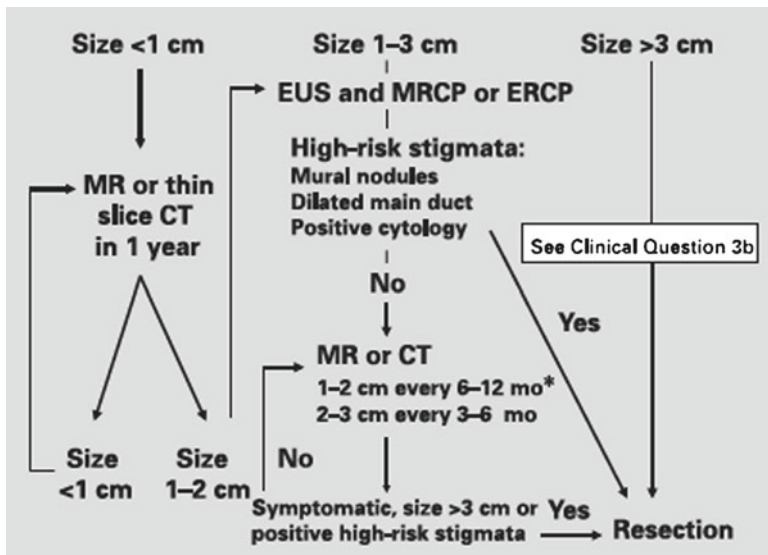 Size <1 cm
Size 1–3 cm
Size >3 cm
EUS and MRCP or ERCP
High-risk stigmata:
Mural nodules
Dilated main duct
Positive cytology
MR or thin
slice CT
in 1 year
See Clinical Question 3b
No
Yes
MR or CT
1–2 cm every 6–12 mo*
2–3 cm every 3–6 mo
Size
<1 cm
Size
1–2 cm
No
Symptomatic, size >3 cm or
positive high-risk stigmata
Yes
Resection